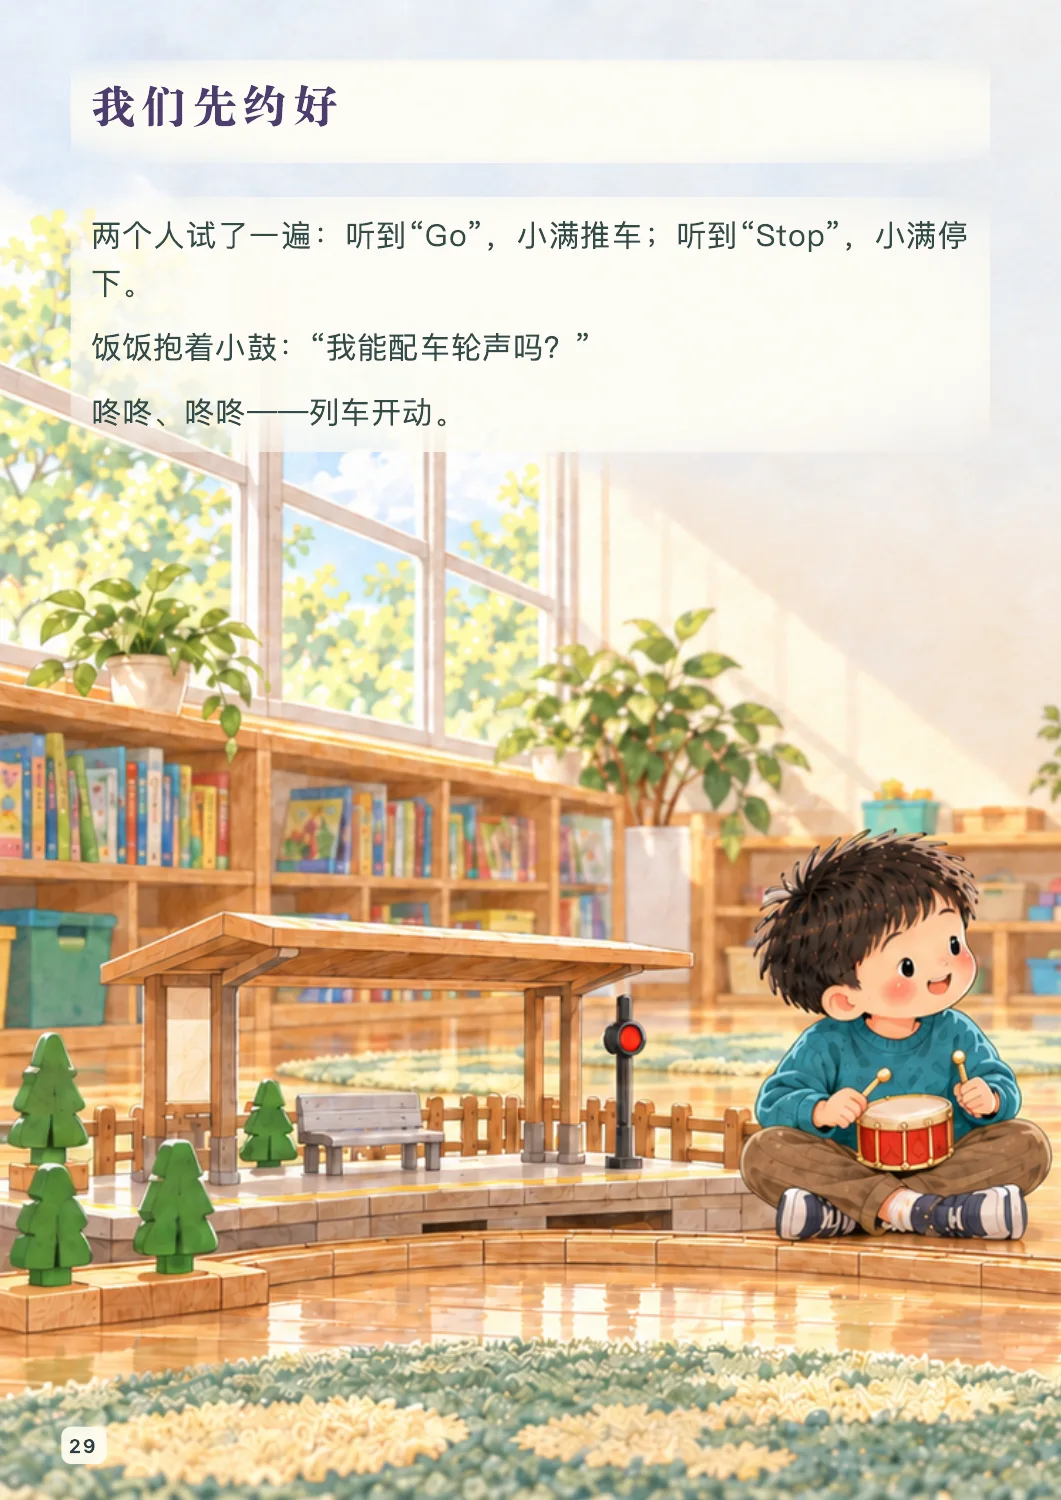 我们先约好
两个人试了一遍：听到“Go”，小满推车；听到“Stop”，小满停
下。
饭饭抱着小鼓：“我能配车轮声吗？”
咚咚、咚咚——列车开动。
29